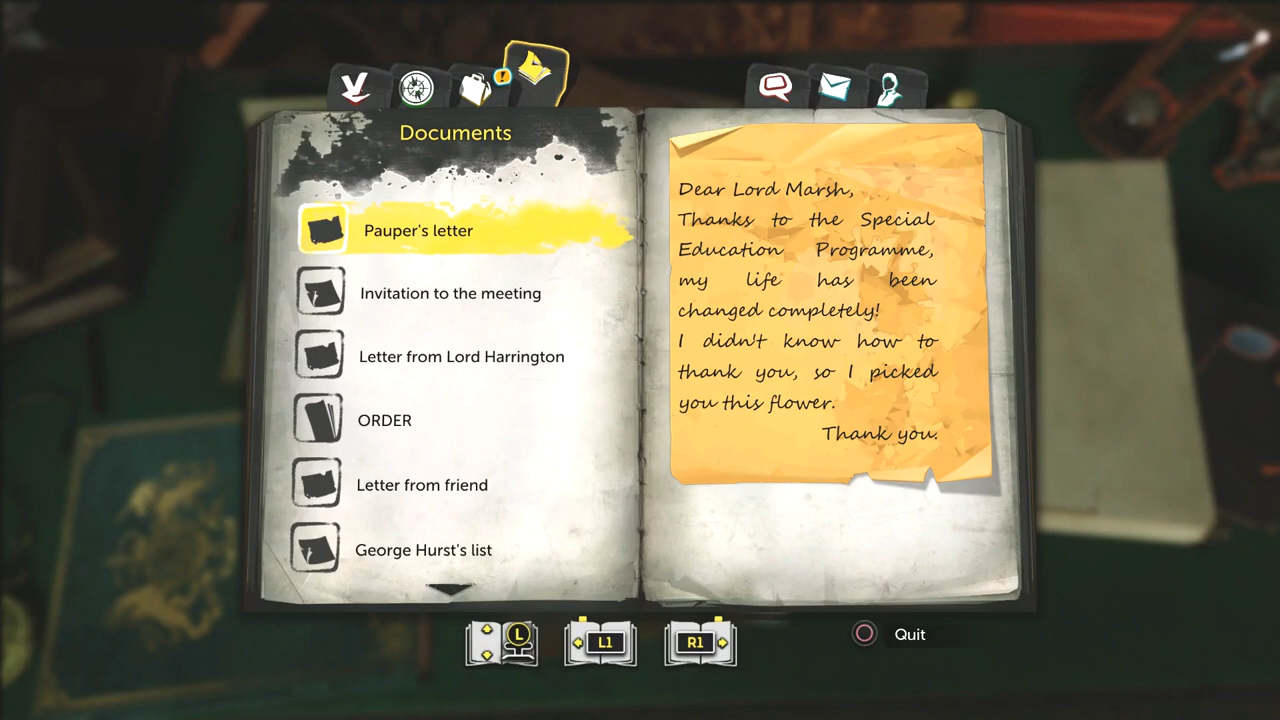 Documents
Pauper's letter
Invitation to the meeting
Letter from Lord Harrington
ORDER
Letter from friend
George Hurst's list
Dear Lord Marsh,
Thanks to the Special
Education Programme,
my life has been
changed completely!
I didn't know how to
thank you, so I picked
you this flower.
Thank you.
L
L1
R1
Quit